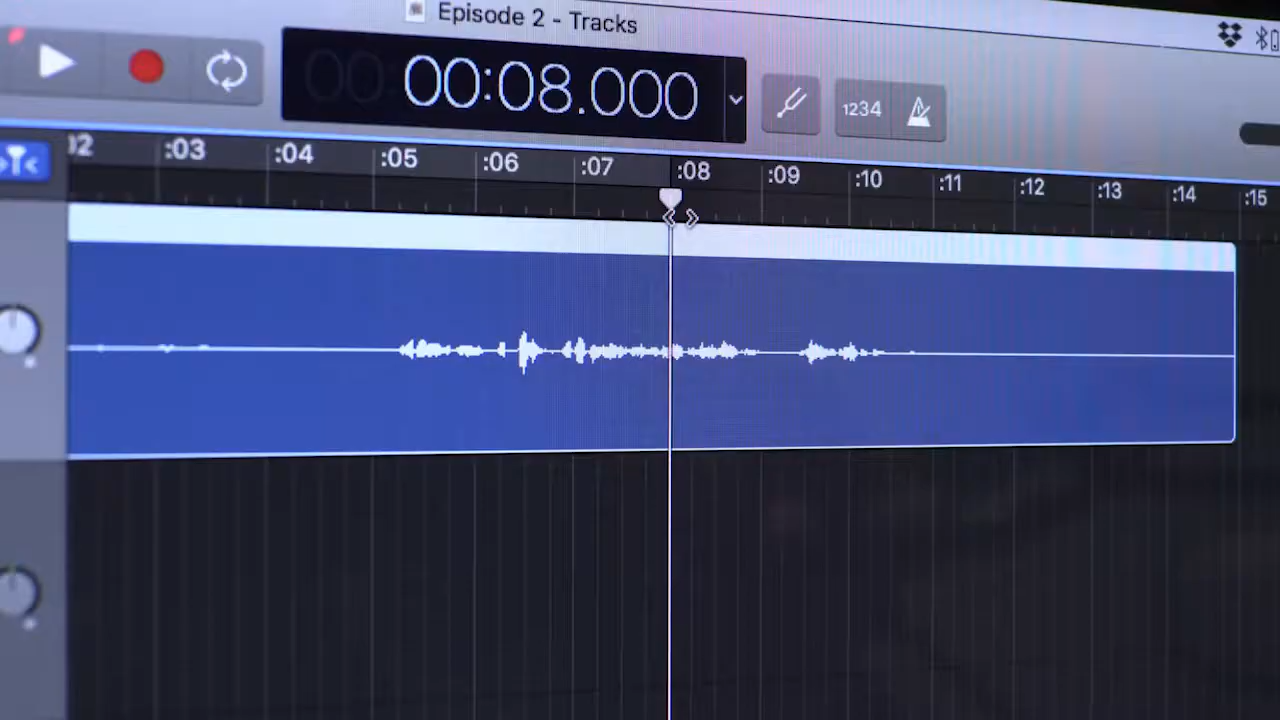 Episode 2 - Tracks
00:08.000
1234
:03 :04 :05 :06 :07 :08 :09 :10 :11 :12 :13 :14 :15